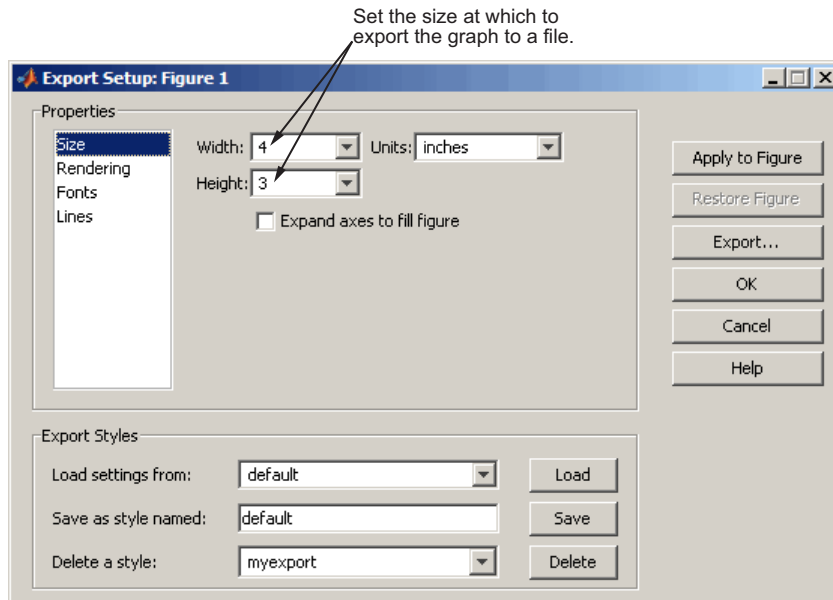 Set the size at which to
export the graph to a file.
Export Setup: Figure 1
Properties
Size
Rendering
Fonts
Lines
Width: 4 Units: inches
Height: 3
Expand axes to fill figure
Apply to Figure
Restore Figure
Export...
OK
Cancel
Help
Export Styles
Load settings from: default Load
Save as style named: default Save
Delete a style: myexport Delete